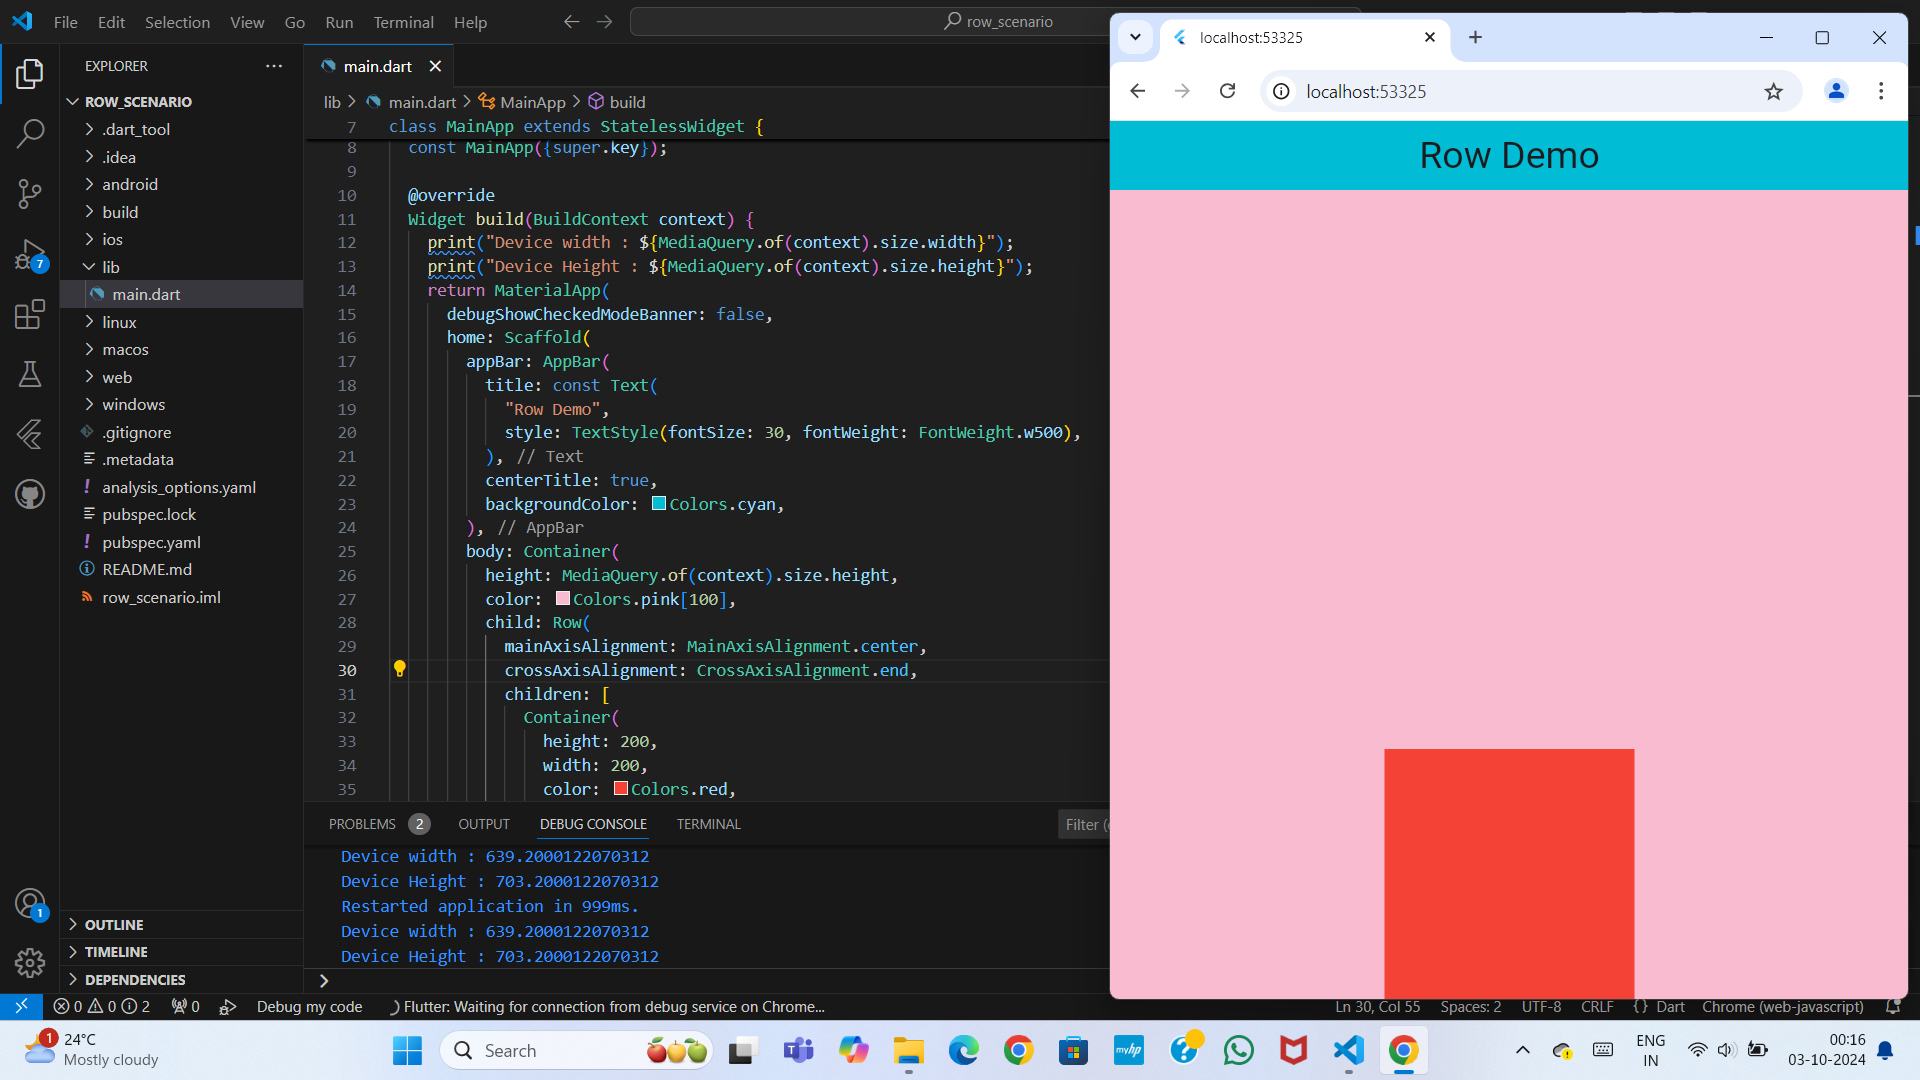 File Edit Selection View Go Run Terminal Help
row_scenario
EXPLORER
ROW_SCENARIO
.dart_tool
.idea
android
build
ios
lib
main.dart
linux
macos
web
windows
.gitignore
.metadata
analysis_options.yaml
pubspec.lock
pubspec.yaml
README.md
row_scenario.iml
OUTLINE
TIMELINE
DEPENDENCIES
7
1
main.dart
lib > main.dart > MainApp > build
7 class MainApp extends StatelessWidget {
8 const MainApp({super.key});
9
10 @override
11 Widget build(BuildContext context) {
12 print("Device width : ${MediaQuery.of(context).size.width}");
13 print("Device Height : ${MediaQuery.of(context).size.height}");
14 return MaterialApp(
15 debugShowCheckedModeBanner: false,
16 home: Scaffold(
17 appBar: AppBar(
18 title: const Text(
19 "Row Demo",
20 style: TextStyle(fontSize: 30, fontWeight: FontWeight.w500),
21 ), // Text
22 centerTitle: true,
23 backgroundColor: Colors.cyan,
24 ), // AppBar
25 body: Container(
26 height: MediaQuery.of(context).size.height,
27 color: Colors.pink[100],
28 child: Row(
29 mainAxisAlignment: MainAxisAlignment.center,
30 crossAxisAlignment: CrossAxisAlignment.end,
31 children: [
32 Container(
33 height: 200,
34 width: 200,
35 color: Colors.red,
PROBLEMS 2 OUTPUT DEBUG CONSOLE TERMINAL
Filter (
Device width : 639.2000122070312
Device Height : 703.2000122070312
Restarted application in 999ms.
Device width : 639.2000122070312
Device Height : 703.2000122070312
>
localhost:53325
localhost:53325
Row Demo
0 0 2 0 Debug my code Flutter: Waiting for connection from debug service on Chrome...
Ln 30, Col 55 Spaces: 2 UTF-8 CRLF {} Dart Chrome (web-javascript)
1
24°C
Mostly cloudy
Search
myhp
ENG
IN
00:16
03-10-2024